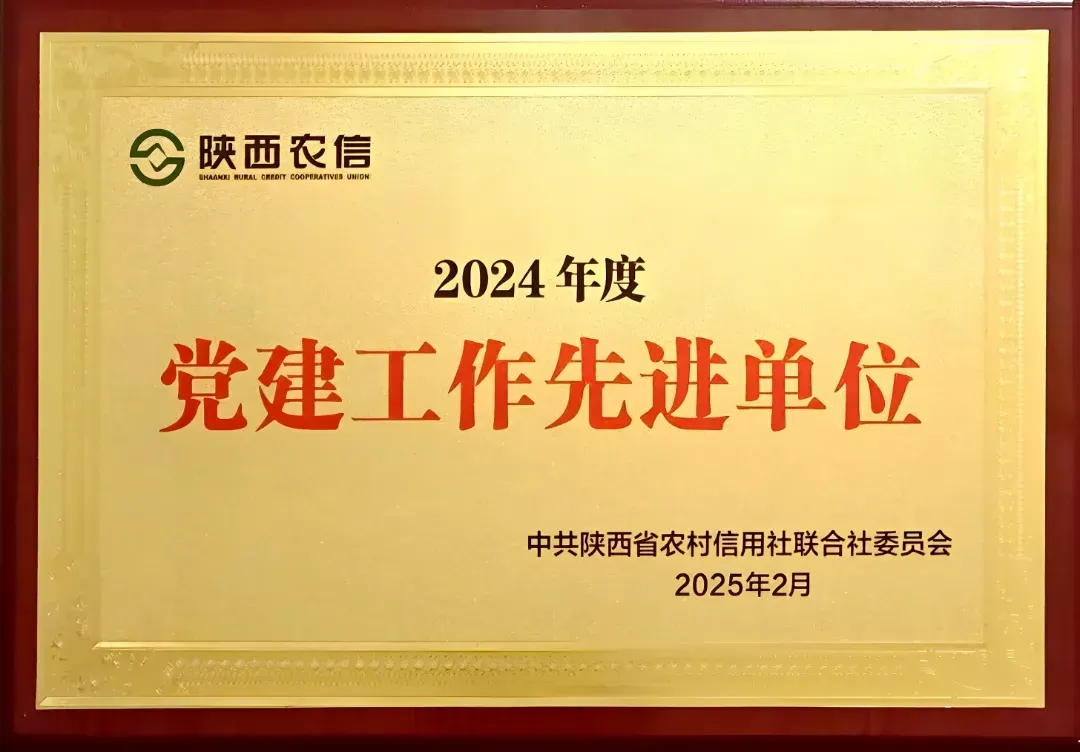 陕西农信
SHAANXI RURAL CREDIT COOPERATIVES UNION
2024年度
党建工作先进单位
中共陕西省农村信用社联合社委员会
2025年2月